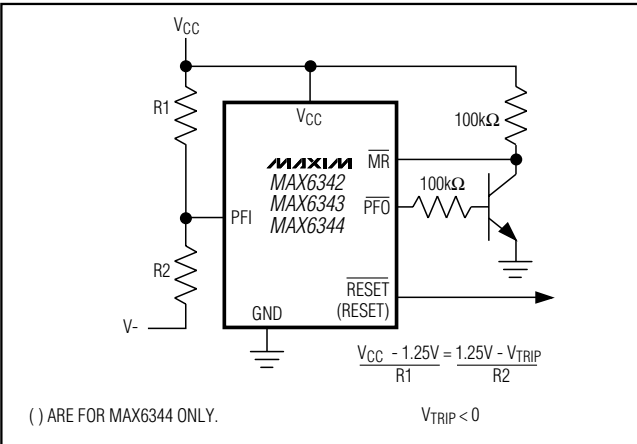 VCC
R1
VCC
100kΩ
MAXIM
MR
MAX6342
MAX6343
MAX6344
100kΩ
PFI
PFO
R2
RESET
(RESET)
GND
V-
VCC - 1.25V = 1.25V - VTRIP
R1 R2
( ) ARE FOR MAX6344 ONLY.
VTRIP < 0